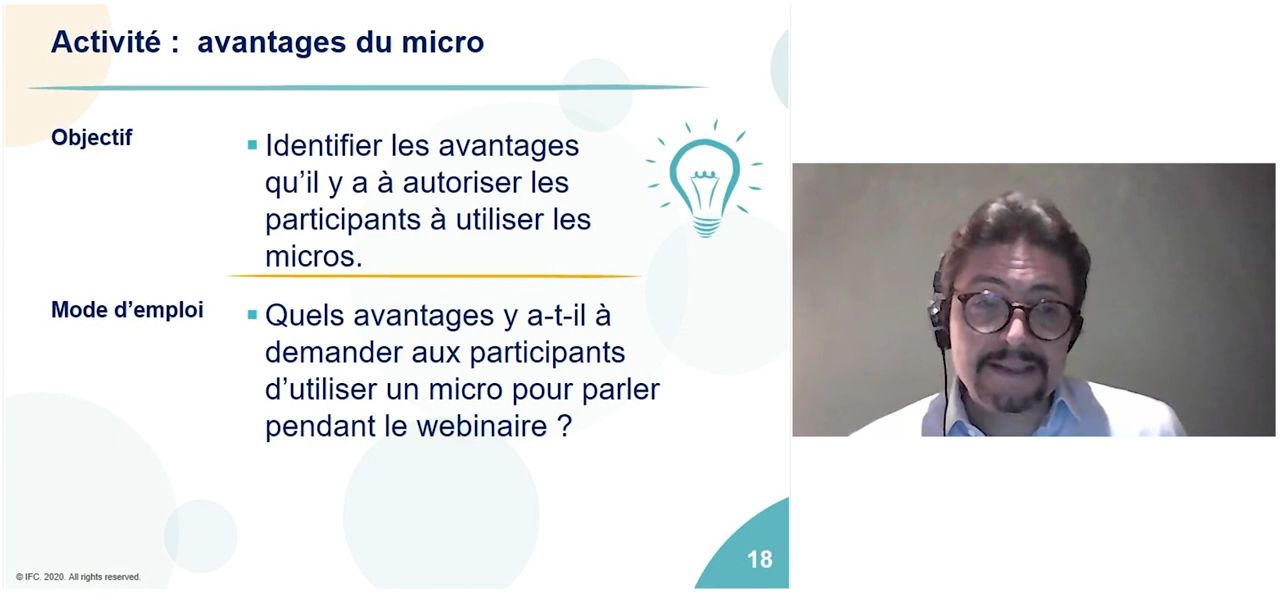 Activité :  avantages du micro
Objectif
▪ Identifier les avantages
qu’il y a à autoriser les
participants à utiliser les
micros.
Mode d’emploi
▪ Quels avantages y a-t-il à
demander aux participants
d’utiliser un micro pour parler
pendant le webinaire ?
18
© IFC. 2020. All rights reserved.